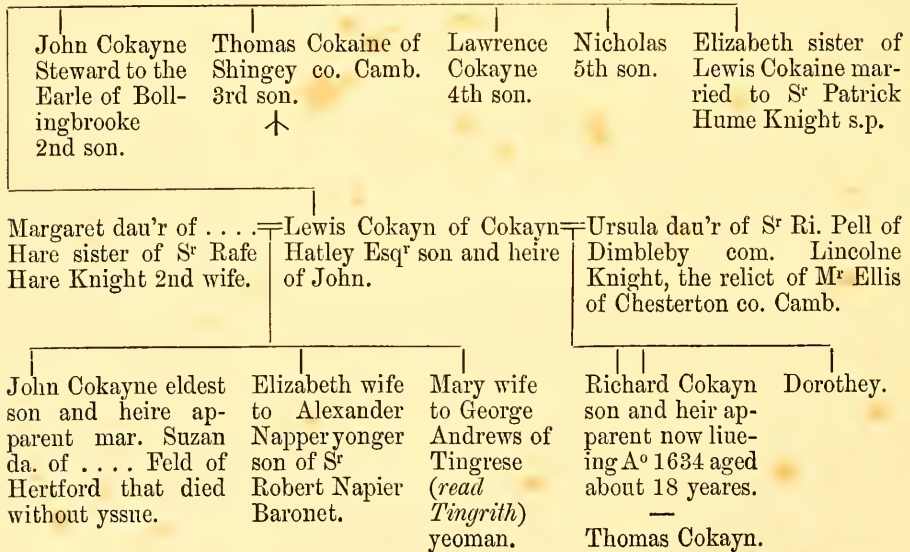 John Cokayne
Steward to the
Earle of Boll-
ingbrooke
2nd son.
Thomas Cokaine of
Shingey co. Camb.
3rd son.
Lawrence
Cokayne
4th son.
Nicholas
5th son.
Elizabeth sister of
Lewis Cokaine mar-
ried to Sr Patrick
Hume Knight s.p.
Margaret dau'r of . . . .
Hare sister of Sr Rafe
Hare Knight 2nd wife.
Lewis Cokayn of Cokayn
Hatley Esqr son and heire
of John.
Ursula dau'r of Sr Ri. Pell of
Dimbleby com. Lincolne
Knight, the relict of Mr Ellis
of Chesterton co. Camb.
John Cokayne eldest
son and heire ap-
parent mar. Suzan
da. of . . . . Feld of
Hertford that died
without yssue.
Elizabeth wife
to Alexander
Napper yonger
son of Sr
Robert Napier
Baronet.
Mary wife
to George
Andrews of
Tingrese
(read
Tingrith)
yeoman.
Richard Cokayn
son and heir ap-
parent now liue-
ing Ao 1634 aged
about 18 yeares.
—
Thomas Cokayn.
Dorothey.